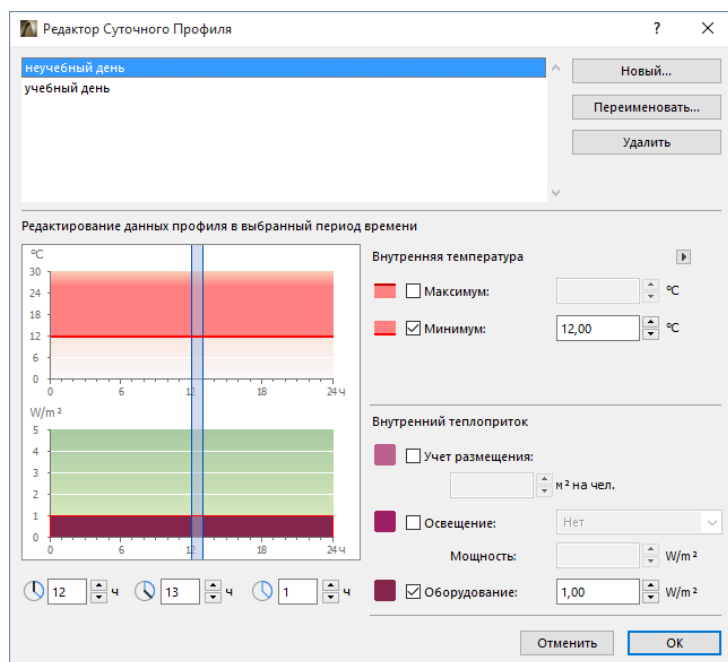 Редактор Суточного Профиля
?
неучебный день
учебный день
Новый...
Переименовать...
Удалить
Редактирование данных профиля в выбранный период времени
°C
30
24
18
12
6
0
0 6 12 18 24 ч
W/m²
5
4
3
2
1
0
0 6 12 18 24 ч
12 ч 13 ч 1 ч
Внутренняя температура
Максимум: °C
Минимум: 12,00 °C
Внутренний теплоприток
Учет размещения:
м² на чел.
Освещение: Нет
Мощность: W/m²
Оборудование: 1,00 W/m²
Отменить OK